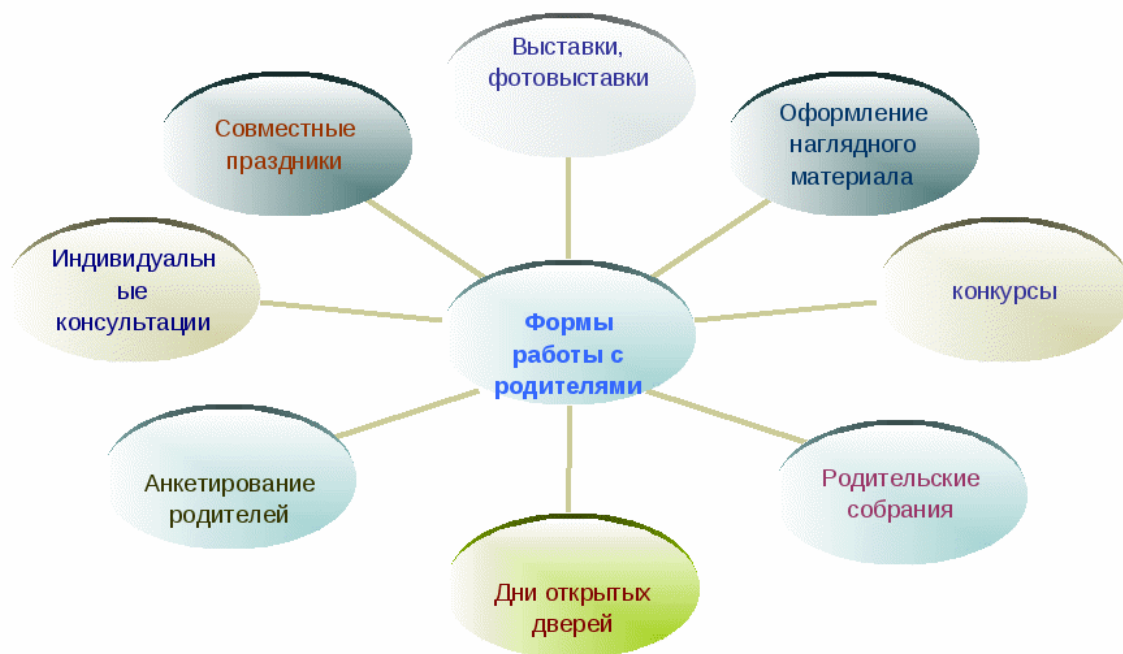 Выставки,
фотовыставки
Совместные
праздники
Оформление
наглядного
материала
Индивидуальн
ые
консультации
конкурсы
Формы
работы с
родителями
Анкетирование
родителей
Родительские
собрания
Дни открытых
дверей